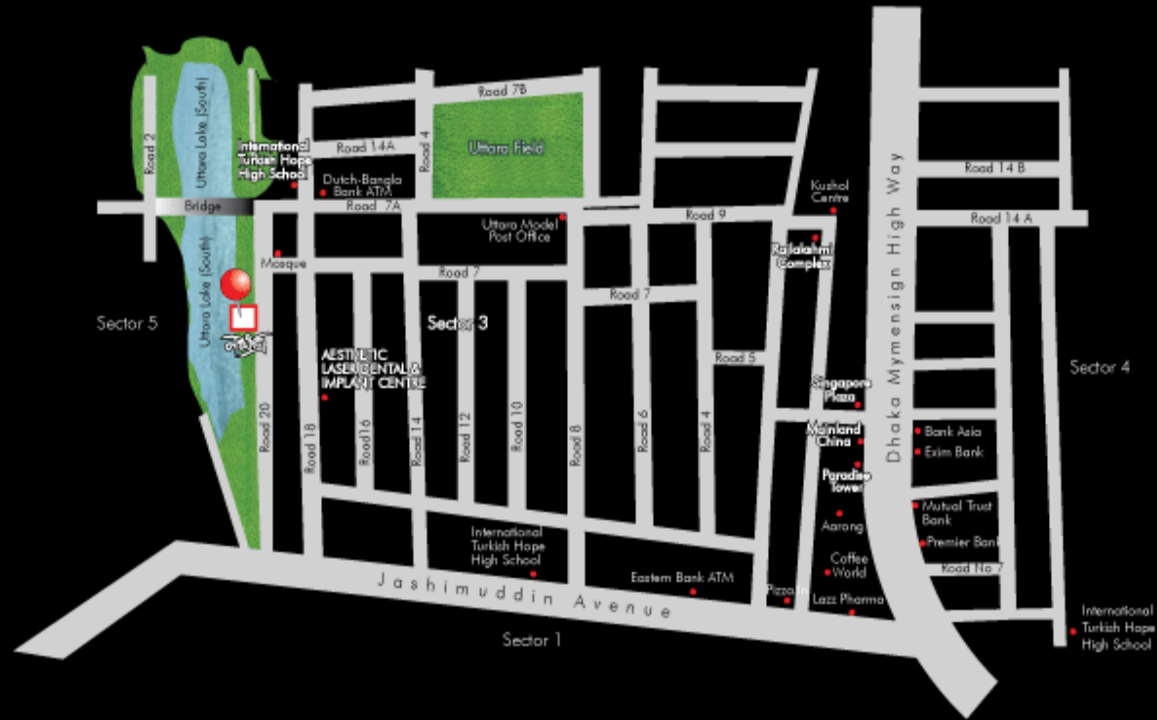 Road 7B
Uttara Lake (South)
Road 2
International
Turkish Hope
High School
Road 14A
Road 4
Uttara Field
Dhaka Mymensign High Way
Road 14 B
Dutch-Bangla
Bank ATM
Kushol
Centre
Bridge
Road 7A
Uttara Model
Post Office
Road 9
Road 14 A
Rajlakshmi
Complex
Mosque
Road 7
Road 7
Uttara Lake (South)
Sector 5
Sector 3
Road 5
Sector 4
AESTHETIC
LASER DENTAL &
IMPLANT CENTRE
Singapore
Plaza
Road 20
Road 18
Road16
Road 14
Road 12
Road 10
Road 8
Road 6
Road 4
Mainland
China
Bank Asia
Exim Bank
Paradise
Tower
Mutual Trust
Bank
Aarong
Premier Bank
International
Turkish Hope
High School
Coffee
World
Road No 7
Eastern Bank ATM
Pizza
Lazz Pharma
Jashimuddin Avenue
Sector 1
International
Turkish Hope
High School